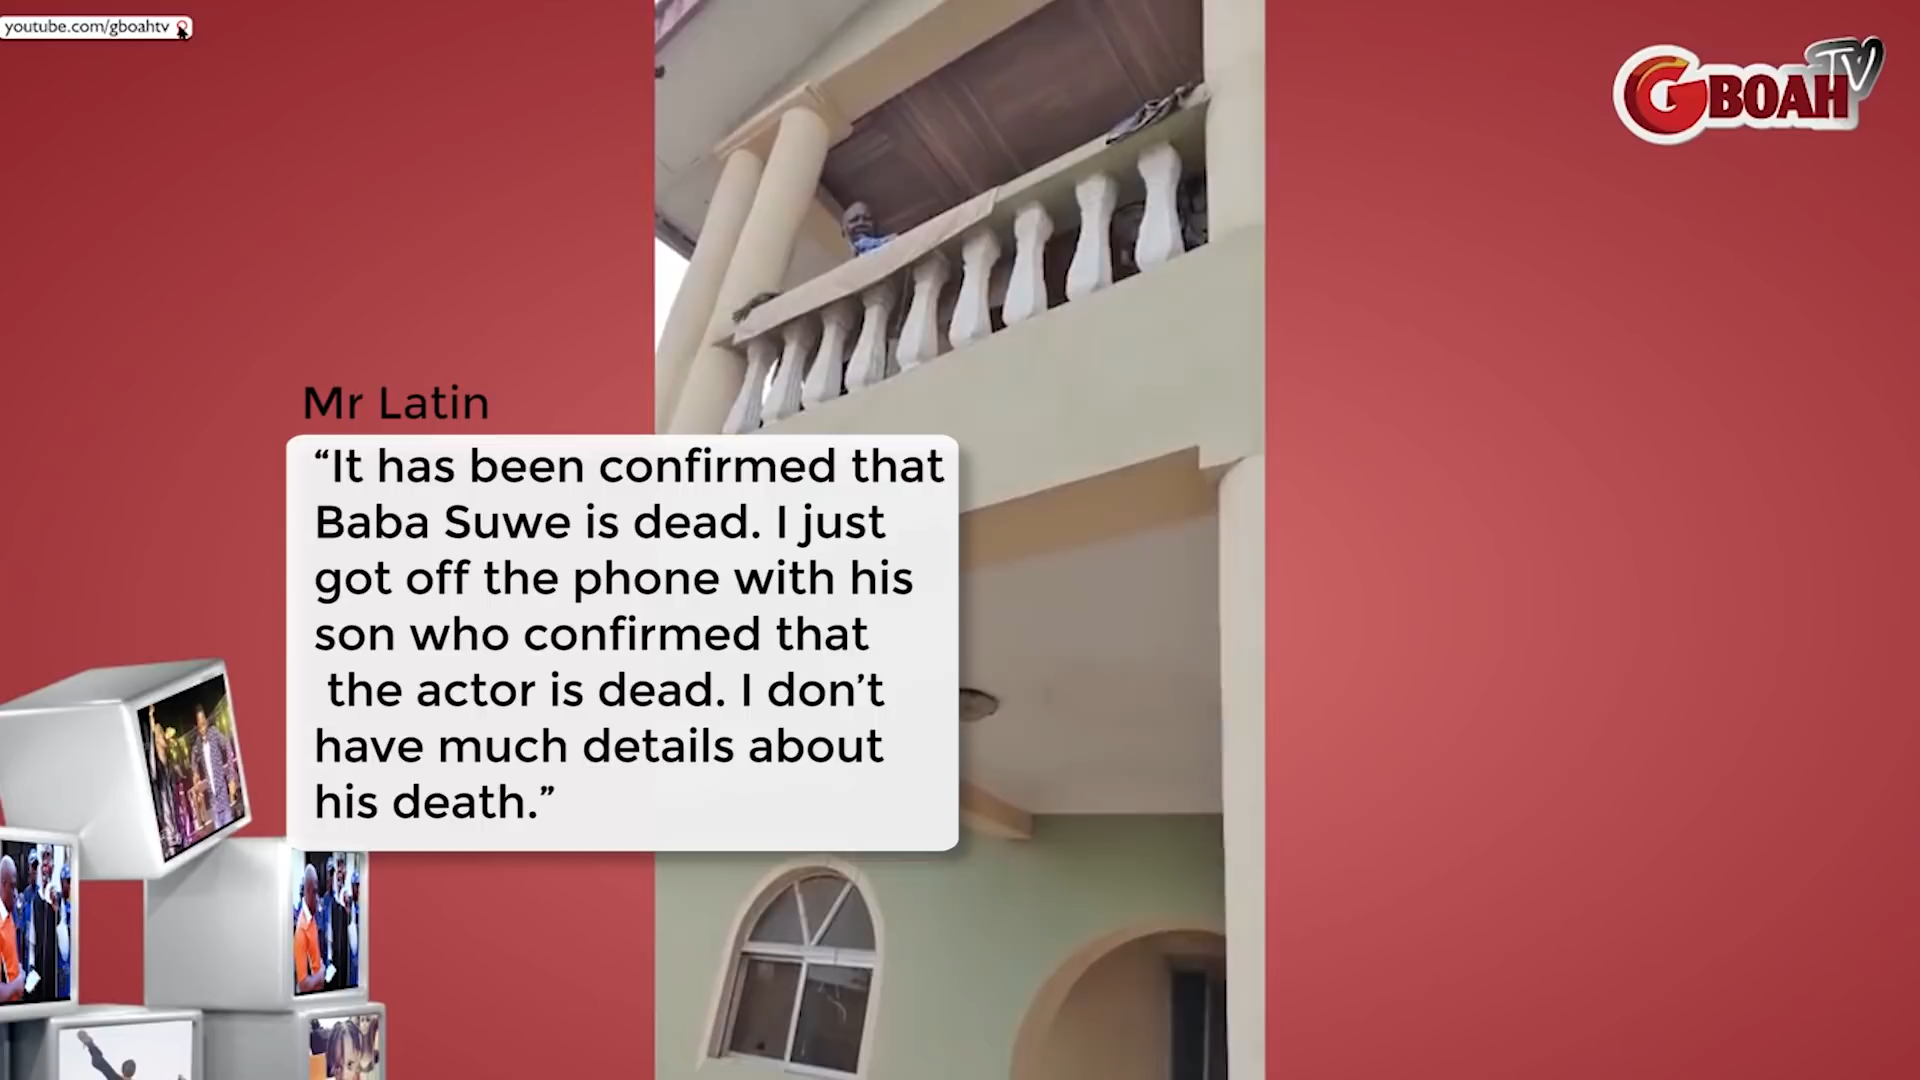 youtube.com/gboahtv
GBOAH TV
Mr Latin
“It has been confirmed that
Baba Suwe is dead. I just
got off the phone with his
son who confirmed that
the actor is dead. I don’t
have much details about
his death.”